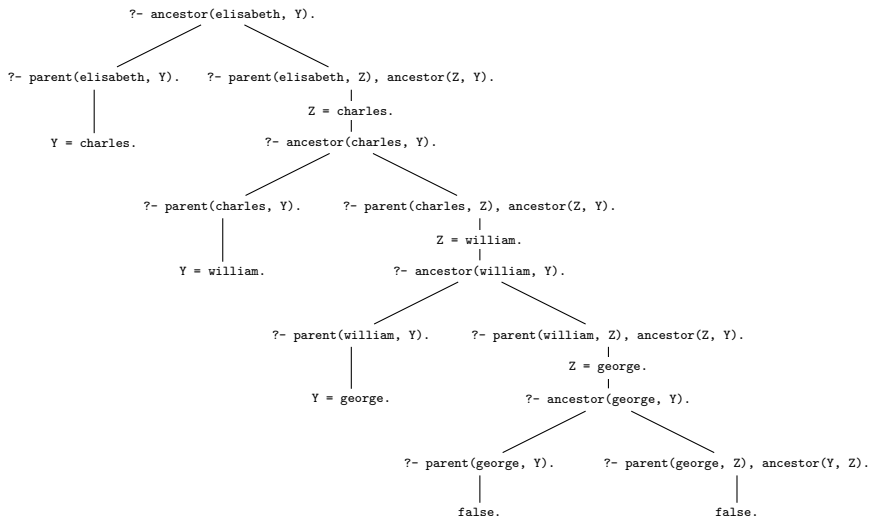 ?- ancestor(elisabeth, Y).
?- parent(elisabeth, Y).
?- parent(elisabeth, Z), ancestor(Z, Y).
Z = charles.
Y = charles.
?- ancestor(charles, Y).
?- parent(charles, Y).
?- parent(charles, Z), ancestor(Z, Y).
Z = william.
Y = william.
?- ancestor(william, Y).
?- parent(william, Y).
?- parent(william, Z), ancestor(Z, Y).
Z = george.
Y = george.
?- ancestor(george, Y).
?- parent(george, Y).
?- parent(george, Z), ancestor(Y, Z).
false.
false.